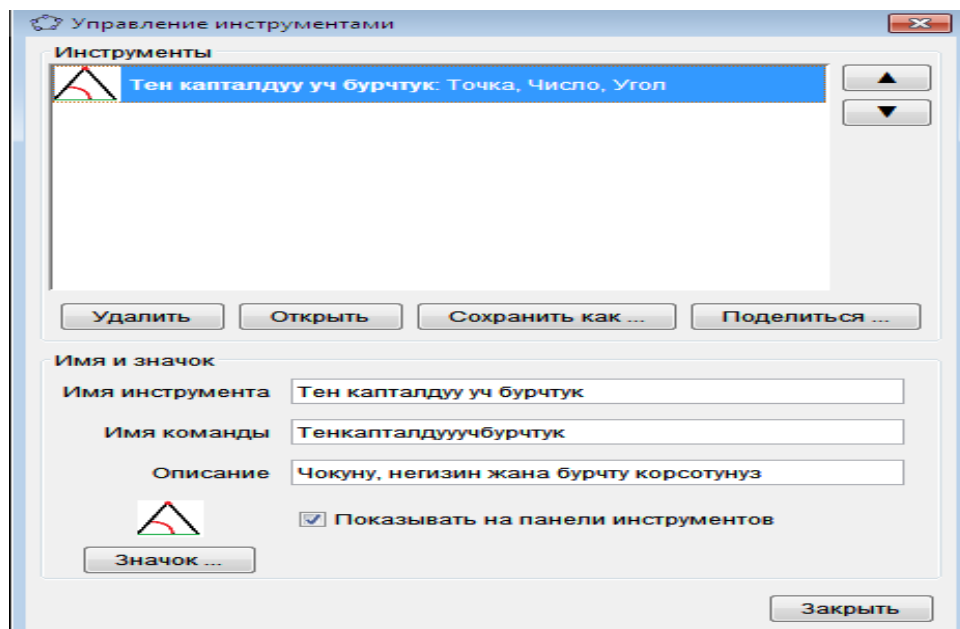 Управление инструментами
Инструменты
Тен капталдуу уч бурчтук: Точка, Число, Угол
Удалить Открыть Сохранить как ... Поделиться ...
Имя и значок
Имя инструмента Тен капталдуу уч бурчтук
Имя команды Тенкапталдууучбурчтук
Описание Чокуну, негизин жана бурчту корсотунуз
Показывать на панели инструментов
Значок ...
Закрыть